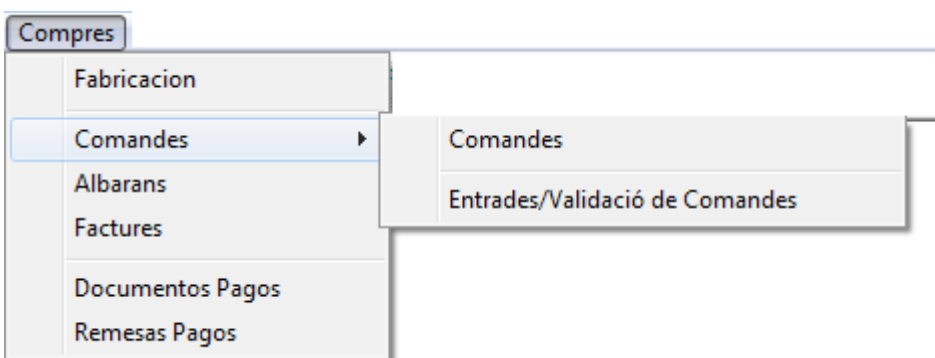 Compres
Fabricacion
Comandes
Comandes
Entrades/Validació de Comandes
Albarans
Factures
Documentos Pagos
Remesas Pagos